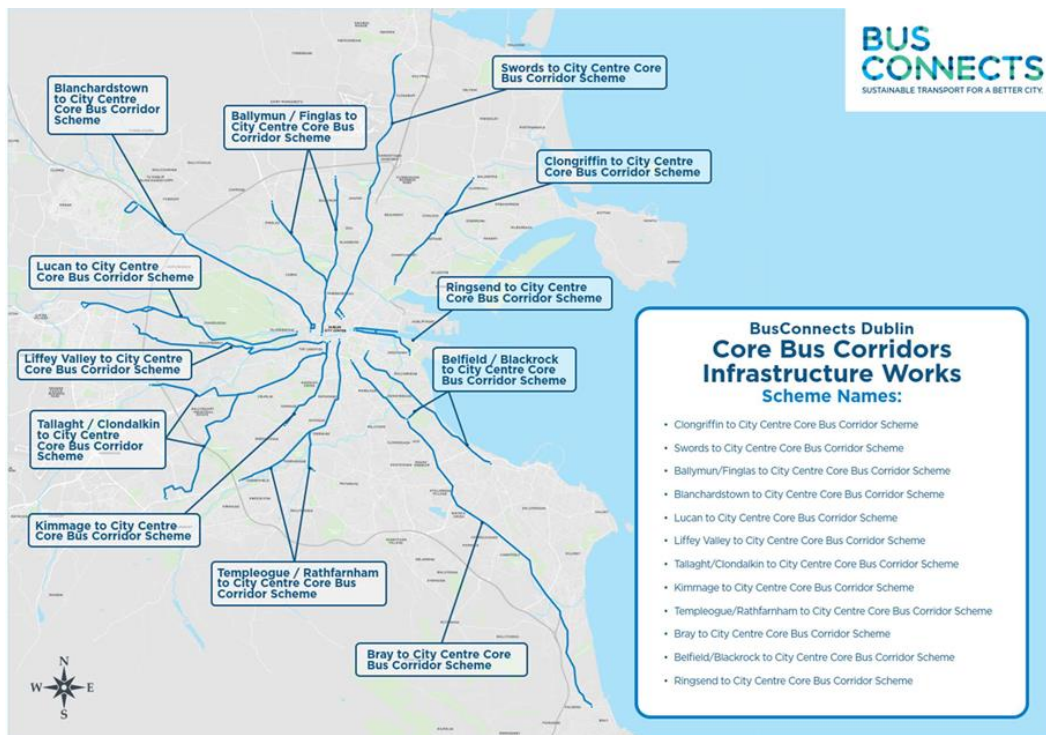 BUS
CONNECTS
SUSTAINABLE TRANSPORT FOR A BETTER CITY.
Swords to City Centre Core
Bus Corridor Scheme
Blanchardstown
to City Centre
Core Bus Corridor
Scheme
Ballymun / Finglas to
City Centre Core Bus
Corridor Scheme
Clongriffin to City Centre
Core Bus Corridor Scheme
Lucan to City Centre
Core Bus Corridor Scheme
Ringsend to City Centre
Core Bus Corridor Scheme
DUBLIN
CITY CENTER
Liffey Valley to City Centre
Core Bus Corridor Scheme
Belfield / Blackrock
to City Centre Core
Bus Corridor Scheme
Tallaght / Clondalkin
to City Centre
Core Bus Corridor
Scheme
Kimmage to City Centre
Core Bus Corridor Scheme
Templeogue / Rathfarnham
to City Centre Core Bus
Corridor Scheme
Bray to City Centre Core
Bus Corridor Scheme
N
W E
S
BusConnects Dublin
Core Bus Corridors
Infrastructure Works
Scheme Names:
• Clongriffin to City Centre Core Bus Corridor Scheme
• Swords to City Centre Core Bus Corridor Scheme
• Ballymun/Finglas to City Centre Core Bus Corridor Scheme
• Blanchardstown to City Centre Core Bus Corridor Scheme
• Lucan to City Centre Core Bus Corridor Scheme
• Liffey Valley to City Centre Core Bus Corridor Scheme
• Tallaght/Clondalkin to City Centre Core Bus Corridor Scheme
• Kimmage to City Centre Core Bus Corridor Scheme
• Templeogue/Rathfarnham to City Centre Core Bus Corridor Scheme
• Bray to City Centre Core Bus Corridor Scheme
• Belfield/Blackrock to City Centre Core Bus Corridor Scheme
• Ringsend to City Centre Core Bus Corridor Scheme